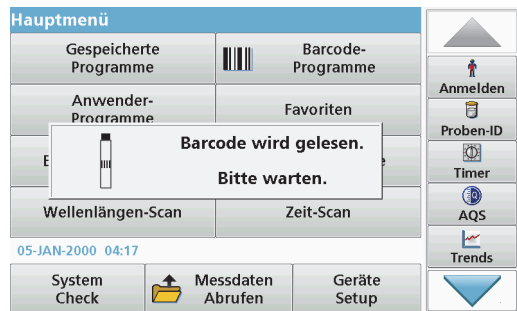 Hauptmenü
Gespeicherte
Programme
Barcode-
Programme
Anwender-
Programme
Favoriten
Barcode wird gelesen.
Bitte warten.
Wellenlängen-Scan
Zeit-Scan
05-JAN-2000 04:17
System
Check
Messdaten
Abrufen
Geräte
Setup
Anmelden
Proben-ID
Timer
AQS
Trends